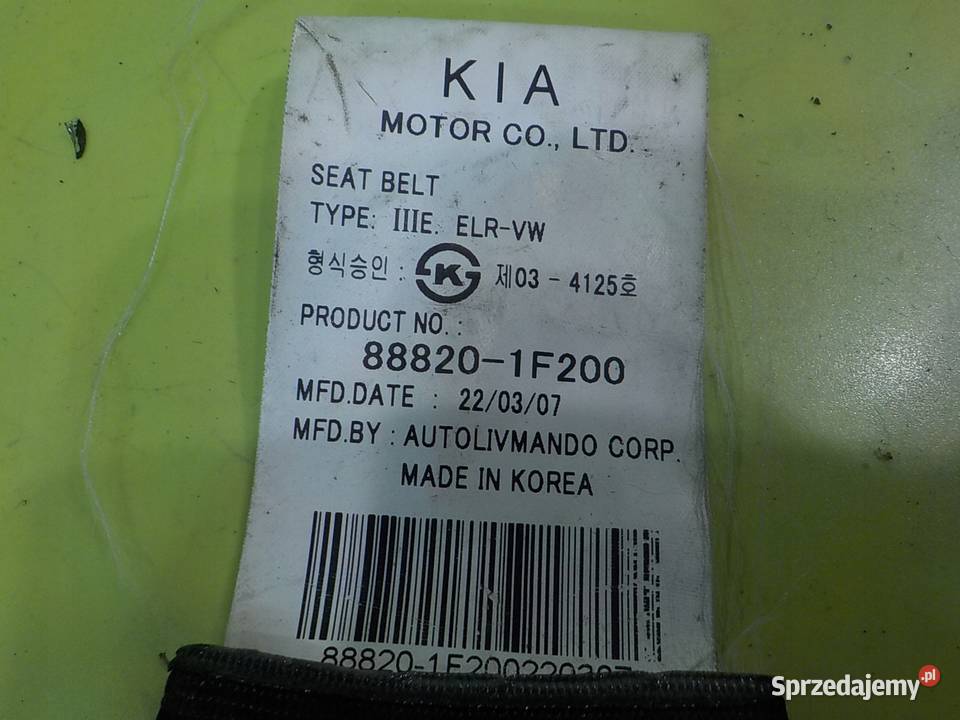 KIA
MOTOR CO., LTD.
SEAT BELT
TYPE: IIIE. ELR-VW
형식승인 : K 제03 - 4125호
PRODUCT NO. :
88820-1F200
MFD.DATE : 22/03/07
MFD.BY : AUTOLIVMANDO CORP.
MADE IN KOREA
88820-1F200220307
Sprzedajemy.pl